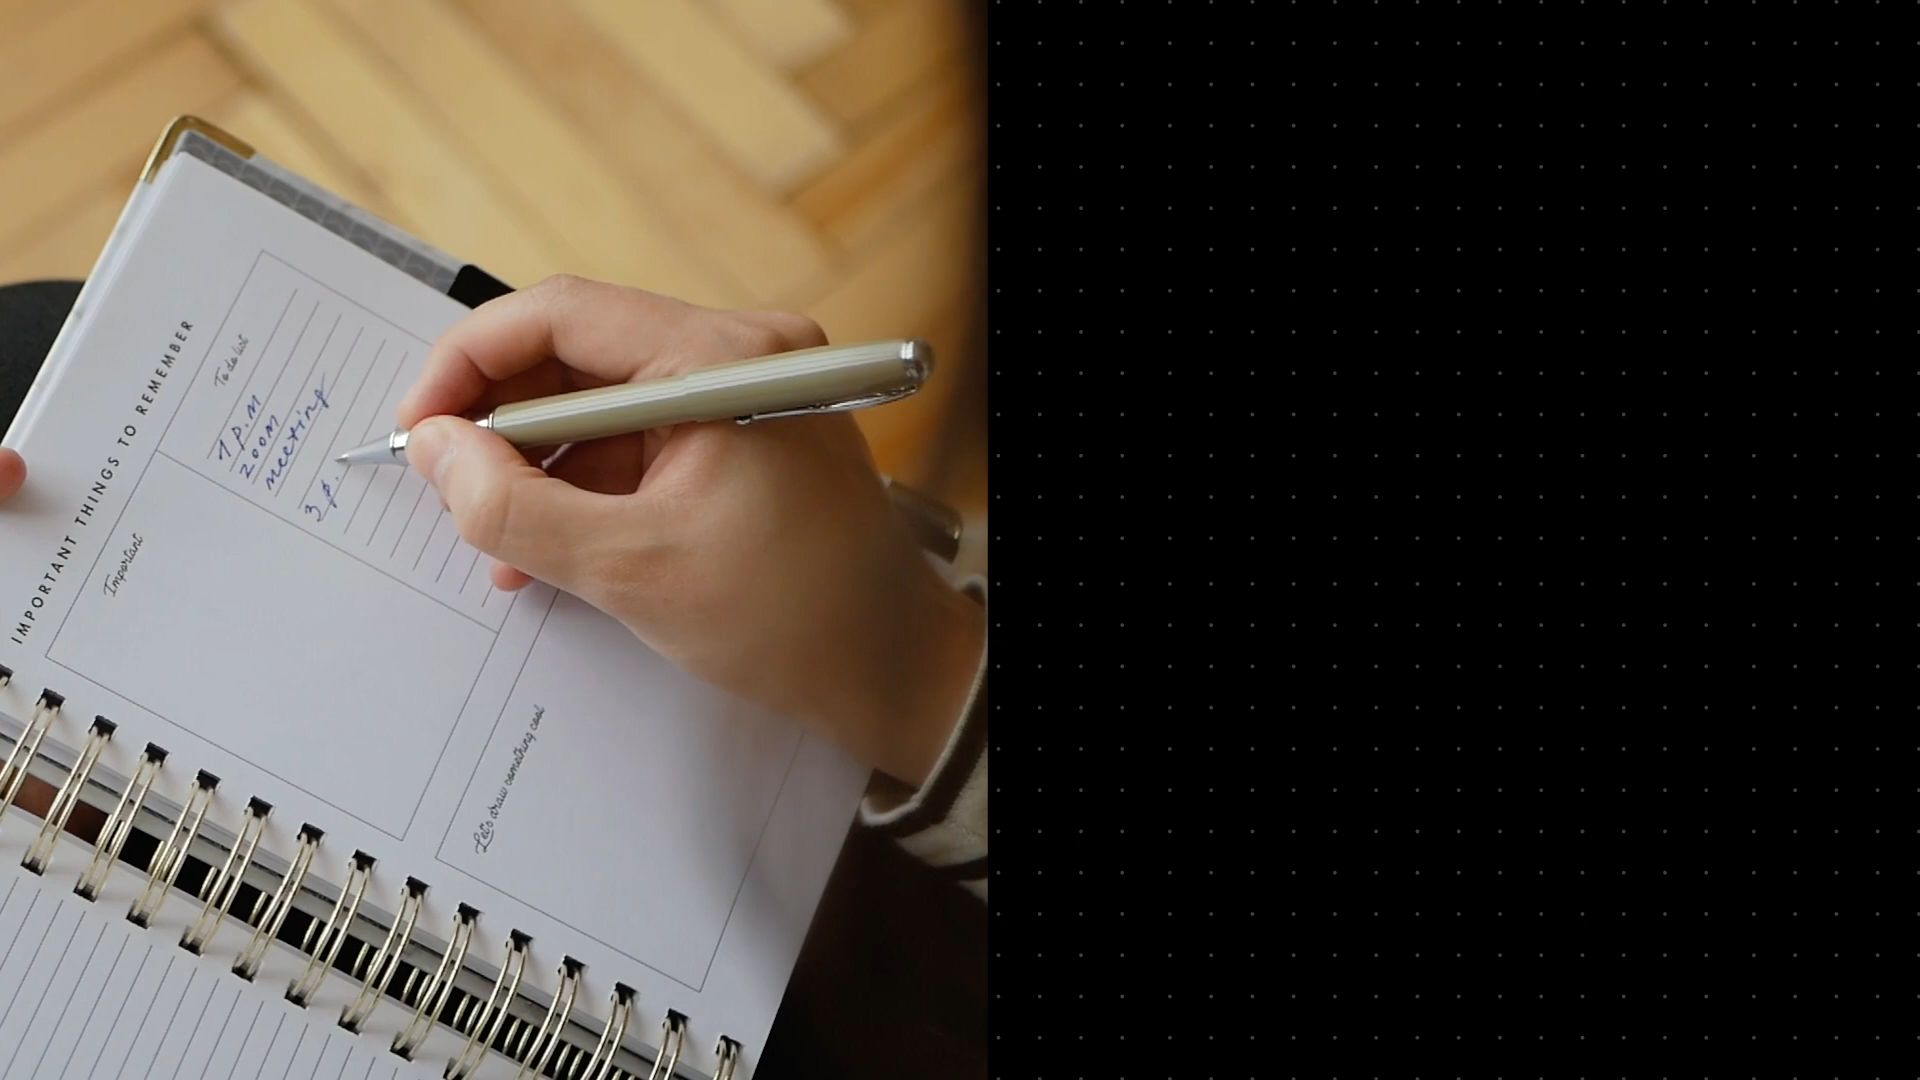 IMPORTANT THINGS TO REMEMBER
To do list
1 p.m
zoom
meeting
3 p.
Important
Let's draw something cool